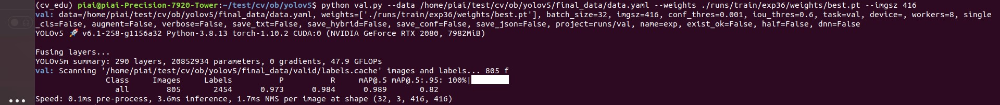 (cv_edu) piai@piai-Precision-7920-Tower:~/test/cv/ob/yolov5$ python val.py --data /home/piai/test/cv/ob/yolov5/final_data/data.yaml --weights ./runs/train/exp36/weights/best.pt --imgsz 416
val: data=/home/piai/test/cv/ob/yolov5/final_data/data.yaml, weights=['./runs/train/exp36/weights/best.pt'], batch_size=32, imgsz=416, conf_thres=0.001, iou_thres=0.6, task=val, device=, workers=8, single
_cls=False, augment=False, verbose=False, save_txt=False, save_hybrid=False, save_conf=False, save_json=False, project=runs/val, name=exp, exist_ok=False, half=False, dnn=False
YOLOv5 🚀 v6.1-258-g1156a32 Python-3.8.13 torch-1.10.2 CUDA:0 (NVIDIA GeForce RTX 2080, 7982MiB)
Fusing layers...
YOLOv5m summary: 290 layers, 20852934 parameters, 0 gradients, 47.9 GFLOPs
val: Scanning '/home/piai/test/cv/ob/yolov5/final_data/valid/labels.cache' images and labels... 805 f
Class Images Labels P R mAP@.5 mAP@.5:.95: 100%|
all 805 2454 0.973 0.984 0.989 0.82
Speed: 0.1ms pre-process, 3.6ms inference, 1.7ms NMS per image at shape (32, 3, 416, 416)